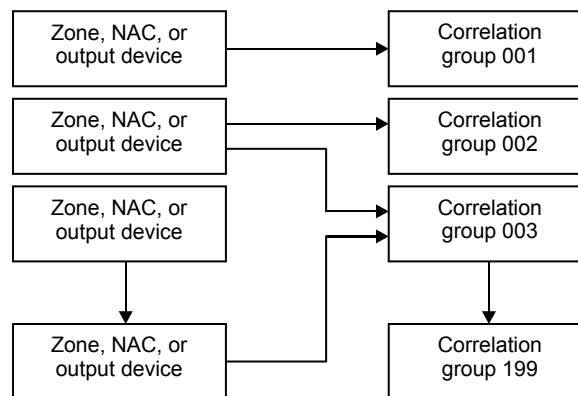 Zone, NAC, or
output device
Correlation
group 001
Zone, NAC, or
output device
Correlation
group 002
Zone, NAC, or
output device
Correlation
group 003
Zone, NAC, or
output device
Correlation
group 199